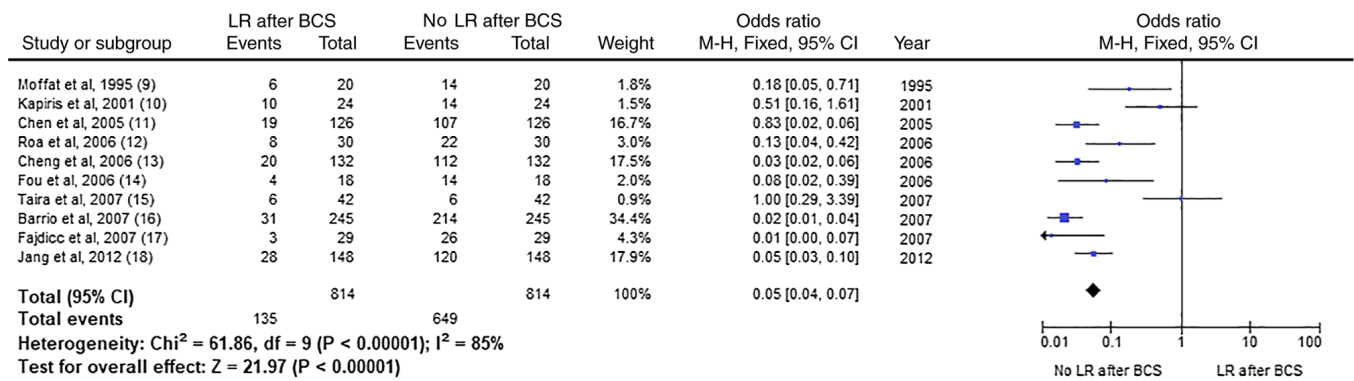 LR after BCS No LR after BCS Odds ratio Odds ratio
Study or subgroup Events Total Events Total Weight M-H, Fixed, 95% CI Year M-H, Fixed, 95% CI
Moffat et al, 1995 (9) 6 20 14 20 1.8% 0.18 [0.05, 0.71] 1995
Kapiris et al, 2001 (10) 10 24 14 24 1.5% 0.51 [0.16, 1.61] 2001
Chen et al, 2005 (11) 19 126 107 126 16.7% 0.83 [0.02, 0.06] 2005
Roa et al, 2006 (12) 8 30 22 30 3.0% 0.13 [0.04, 0.42] 2006
Cheng et al, 2006 (13) 20 132 112 132 17.5% 0.03 [0.02, 0.06] 2006
Fou et al, 2006 (14) 4 18 14 18 2.0% 0.08 [0.02, 0.39] 2006
Taira et al, 2007 (15) 6 42 6 42 0.9% 1.00 [0.29, 3.39] 2007
Barrio et al, 2007 (16) 31 245 214 245 34.4% 0.02 [0.01, 0.04] 2007
Fajdicc et al, 2007 (17) 3 29 26 29 4.3% 0.01 [0.00, 0.07] 2007
Jang et al, 2012 (18) 28 148 120 148 17.9% 0.05 [0.03, 0.10] 2012
Total (95% CI) 814 814 100% 0.05 [0.04, 0.07]
Total events 135 649
Heterogeneity: Chi² = 61.86, df = 9 (P < 0.00001); I² = 85%
Test for overall effect: Z = 21.97 (P < 0.00001)
0.01 0.1 1 10 100
No LR after BCS LR after BCS